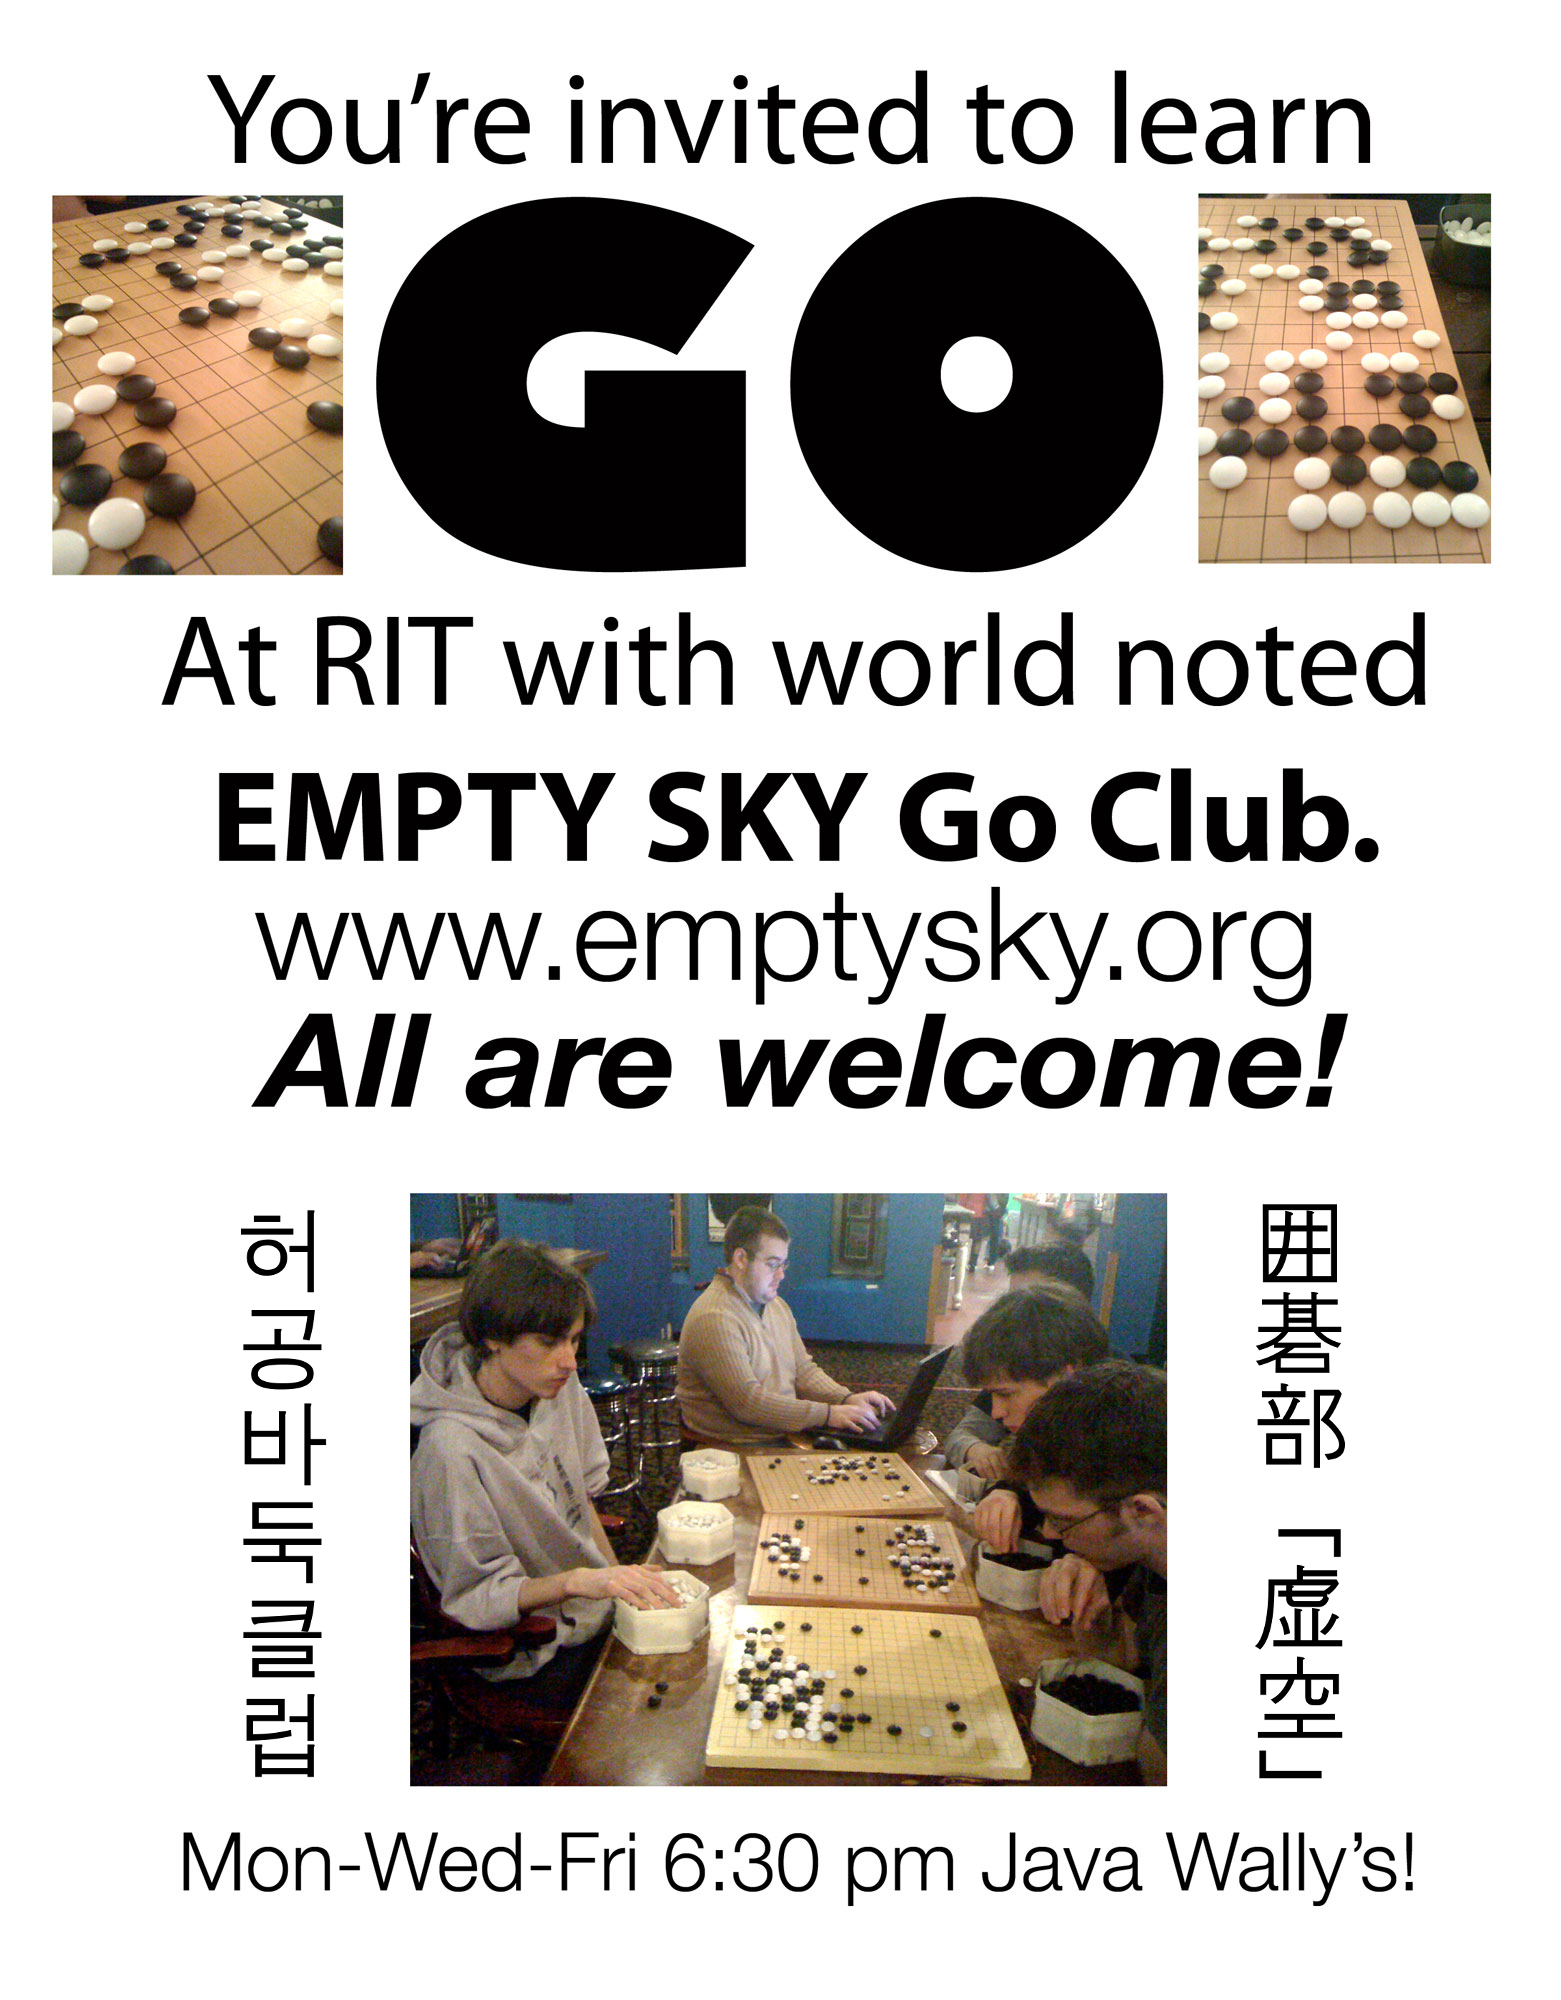 You're invited to learn
GO
At RIT with world noted
EMPTY SKY Go Club.
www.emptysky.org
All are welcome!
허공바둑클럽
囲碁部「虚空」
Mon-Wed-Fri 6:30 pm Java Wally's!